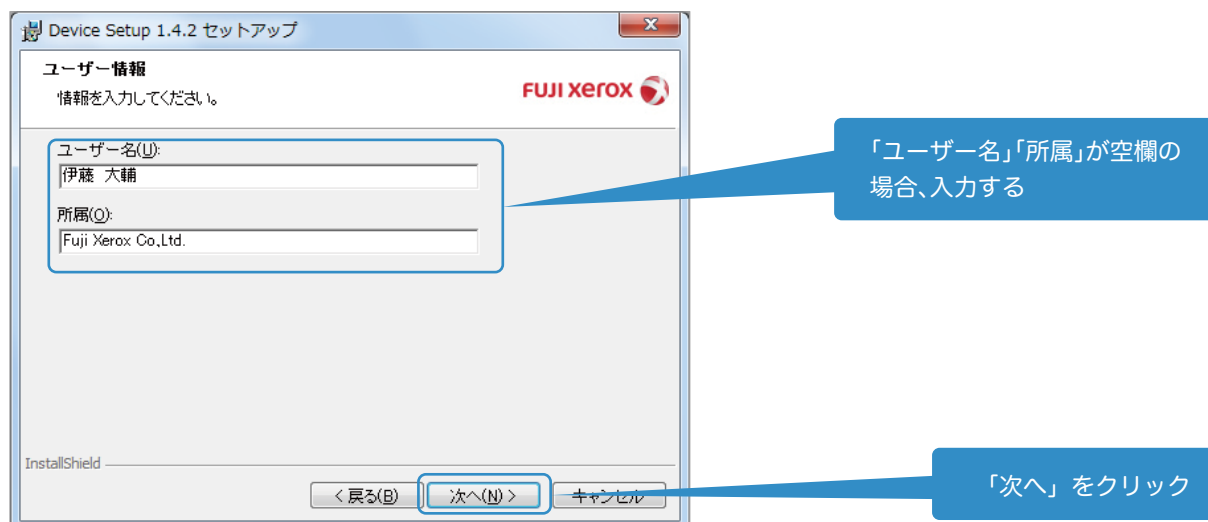 Device Setup 1.4.2 セットアップ
ユーザー情報
情報を入力してください。
FUJI xerox
ユーザー名(U):
伊藤 大輔
所属(O):
Fuji Xerox Co,Ltd.
「ユーザー名」「所属」が空欄の
場合、入力する
InstallShield
< 戻る(B)
次へ(N) >
キャンセル
「次へ」をクリック